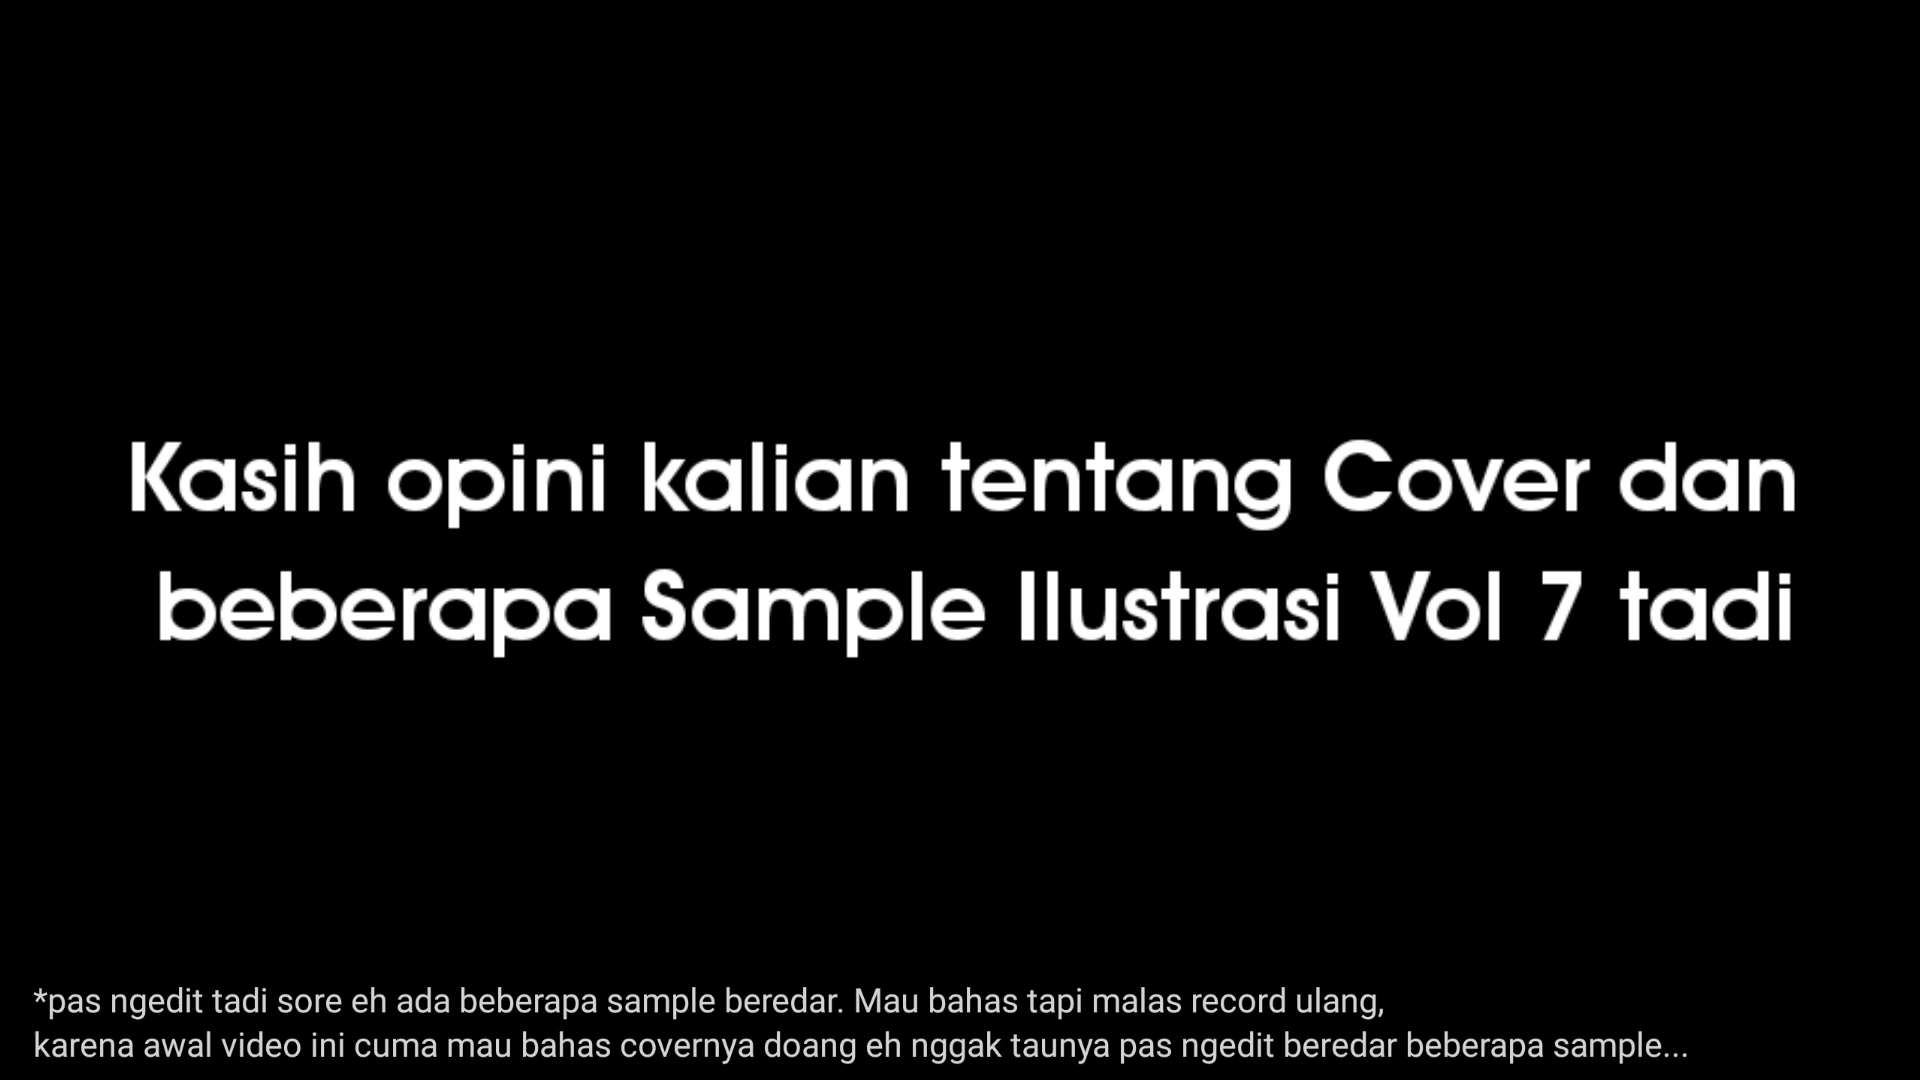 Kasih opini kalian tentang Cover dan
beberapa Sample Ilustrasi Vol 7 tadi
*pas ngedit tadi sore eh ada beberapa sample beredar. Mau bahas tapi malas record ulang,
karena awal video ini cuma mau bahas covernya doang eh nggak taunya pas ngedit beredar beberapa sample...